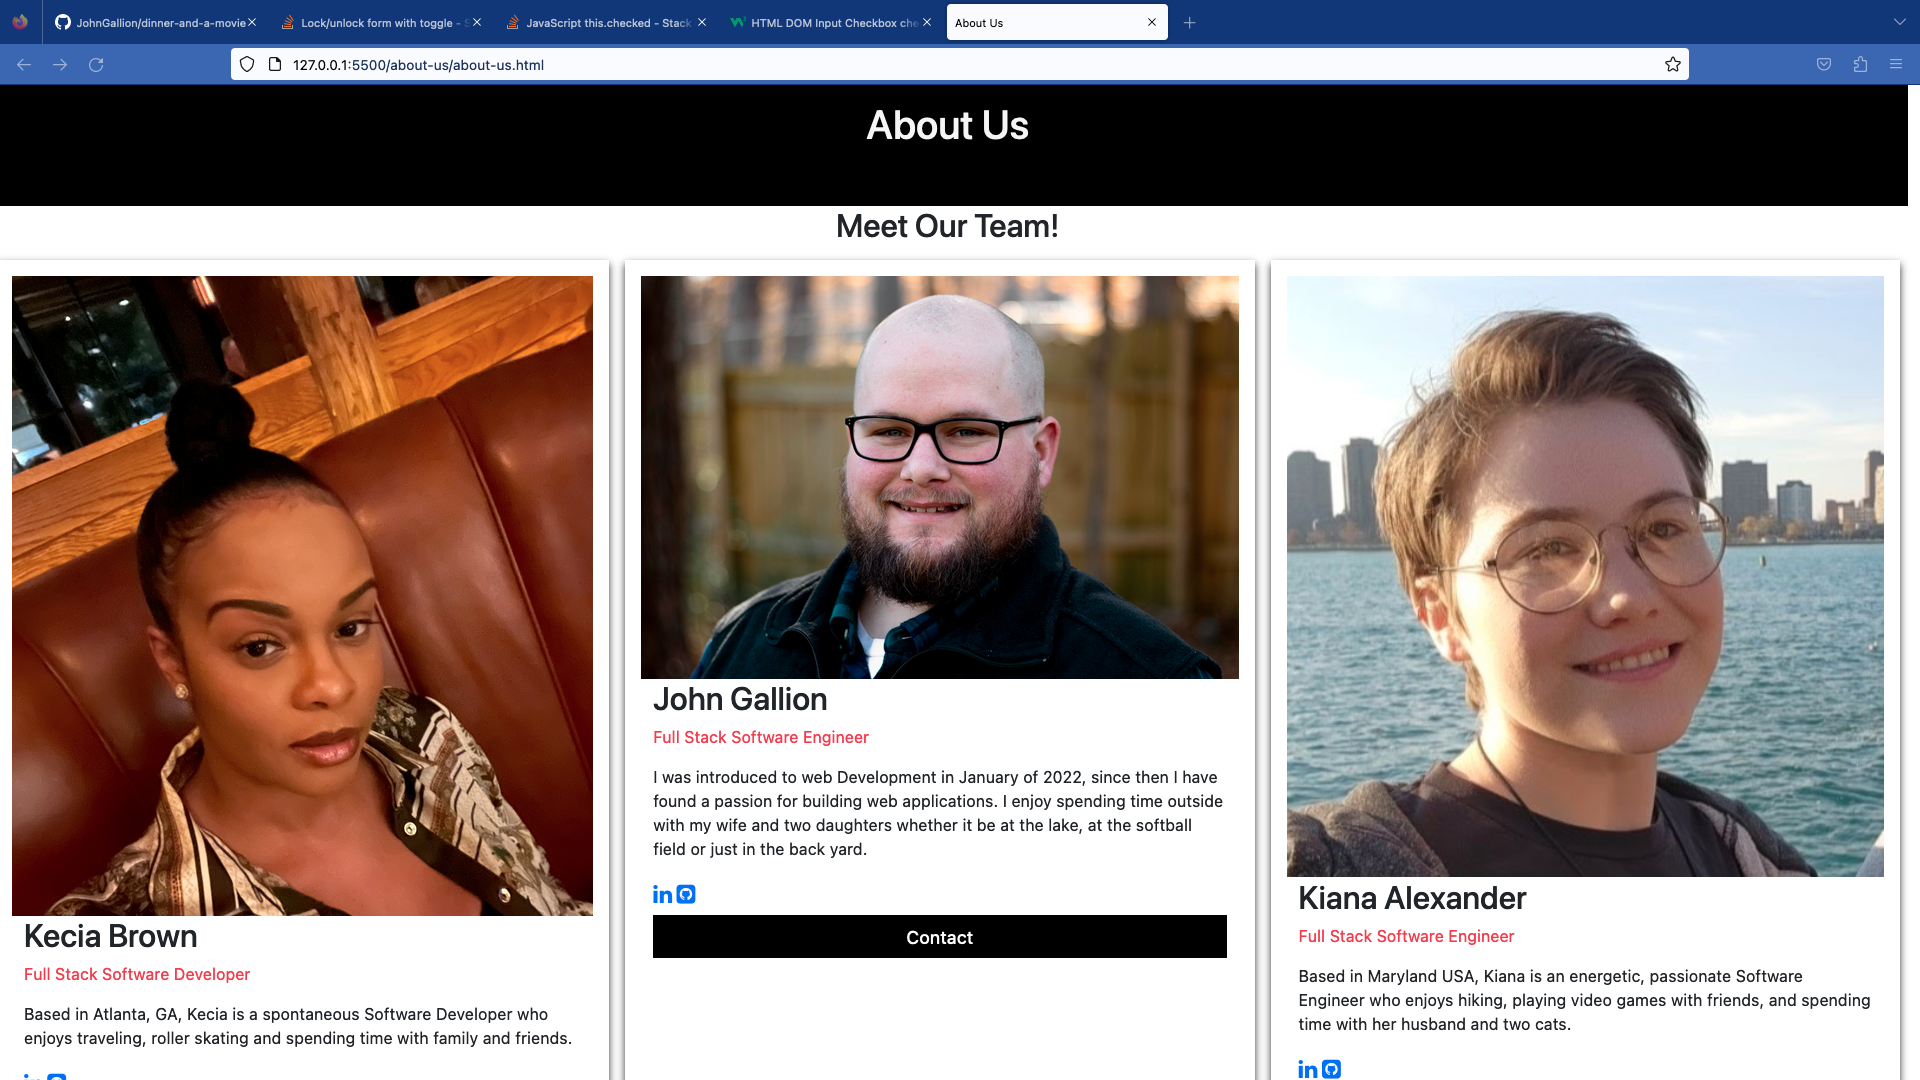 JohnGallion/dinner-and-a-movie
Lock/unlock form with toggle - S
JavaScript this.checked - Stack
HTML DOM Input Checkbox che
About Us
127.0.0.1:5500/about-us/about-us.html
About Us
Meet Our Team!
Kecia Brown
Full Stack Software Developer
Based in Atlanta, GA, Kecia is a spontaneous Software Developer who
enjoys traveling, roller skating and spending time with family and friends.
John Gallion
Full Stack Software Engineer
I was introduced to web Development in January of 2022, since then I have
found a passion for building web applications. I enjoy spending time outside
with my wife and two daughters whether it be at the lake, at the softball
field or just in the back yard.
in
Contact
Kiana Alexander
Full Stack Software Engineer
Based in Maryland USA, Kiana is an energetic, passionate Software
Engineer who enjoys hiking, playing video games with friends, and spending
time with her husband and two cats.
in